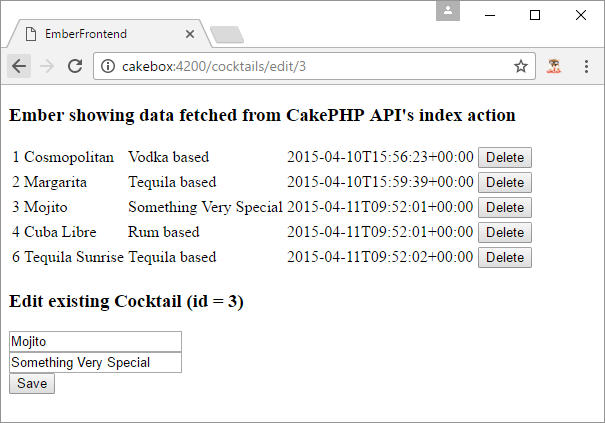 EmberFrontend
cakebox:4200/cocktails/edit/3
Ember showing data fetched from CakePHP API's index action
1 Cosmopolitan Vodka based 2015-04-10T15:56:23+00:00 Delete
2 Margarita Tequila based 2015-04-10T15:59:39+00:00 Delete
3 Mojito Something Very Special 2015-04-11T09:52:01+00:00 Delete
4 Cuba Libre Rum based 2015-04-11T09:52:01+00:00 Delete
6 Tequila Sunrise Tequila based 2015-04-11T09:52:02+00:00 Delete
Edit existing Cocktail (id = 3)
Mojito
Something Very Special
Save